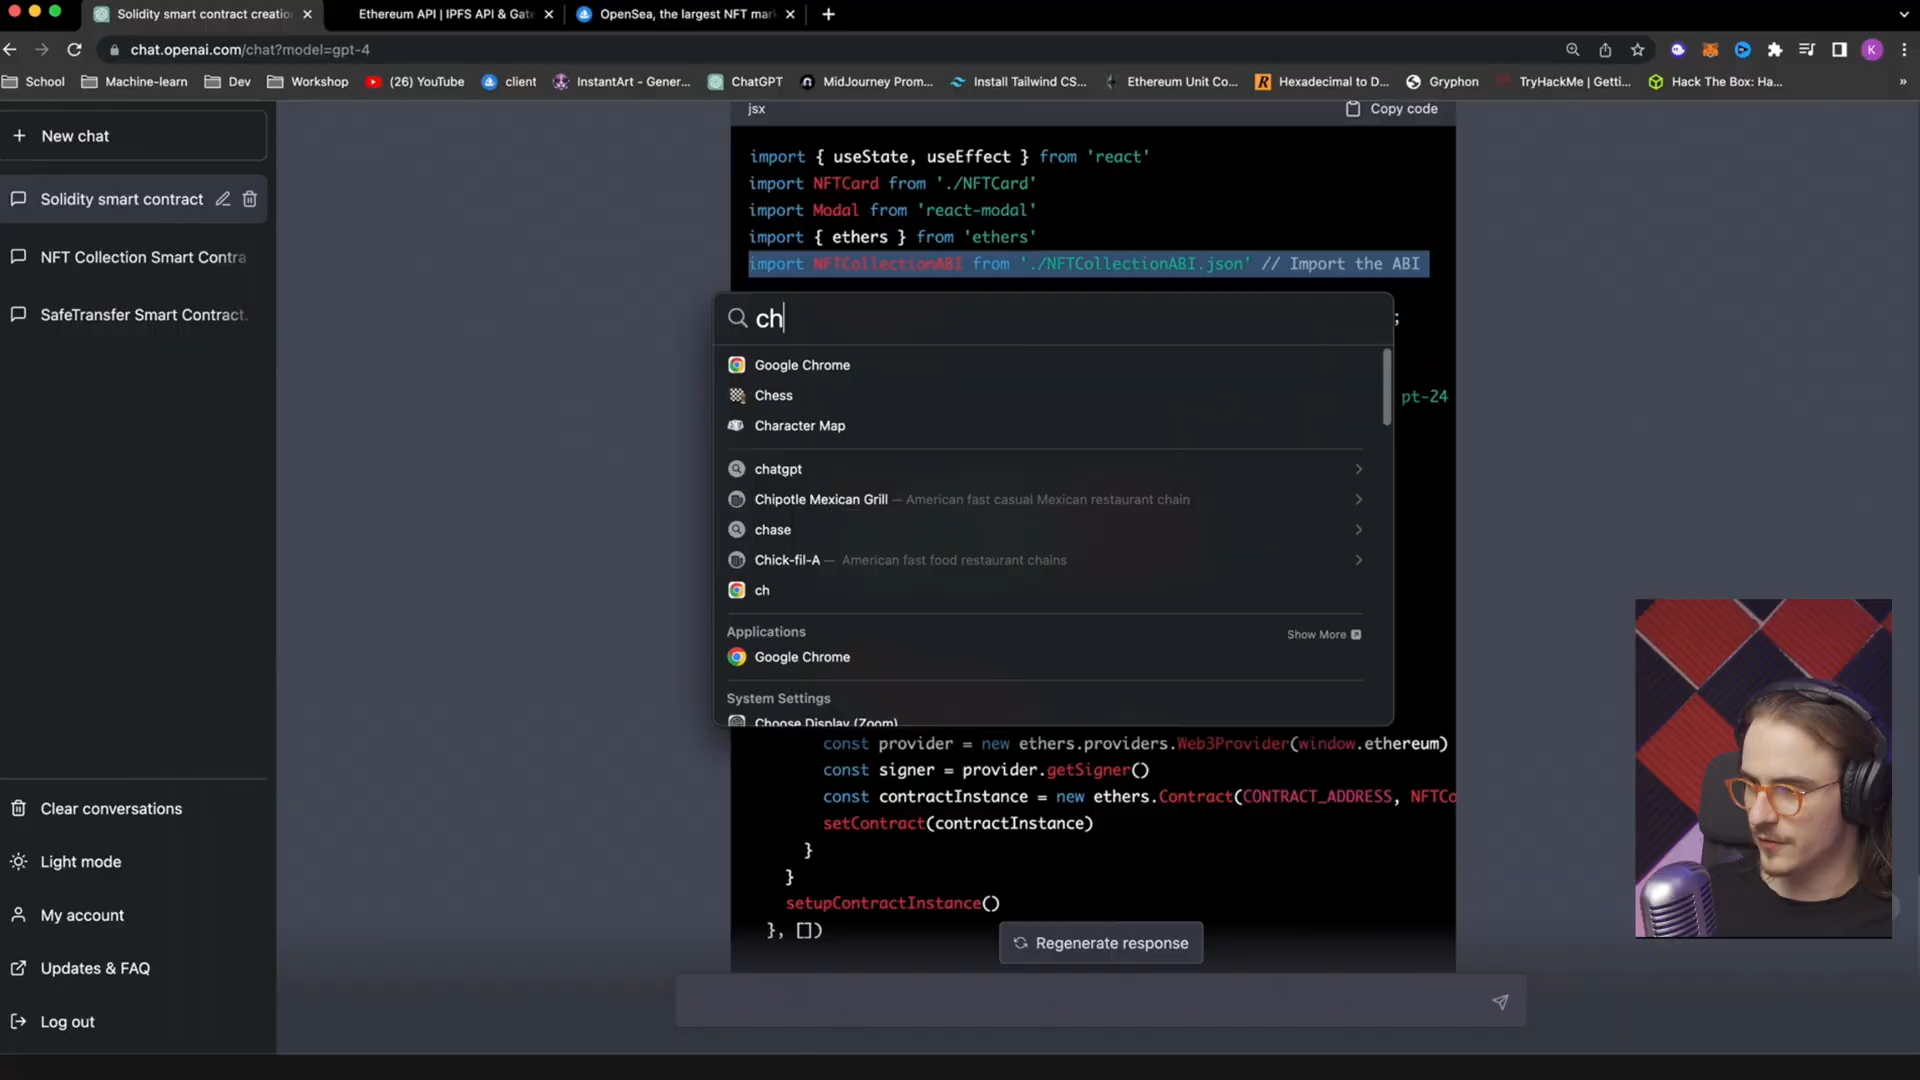 Solidity smart contract creatio
Ethereum API | IPFS API & Gate
OpenSea, the largest NFT mar
chat.openai.com/chat?model=gpt-4
K
School
Machine-learn
Dev
Workshop
(26) YouTube
client
InstantArt - Gener...
ChatGPT
MidJourney Prom...
Install Tailwind CS...
Ethereum Unit Co...
Hexadecimal to D...
Gryphon
TryHackMe | Getti...
Hack The Box: Ha...
»
New chat
Solidity smart contract
NFT Collection Smart Contra
SafeTransfer Smart Contract.
Clear conversations
Light mode
My account
Updates & FAQ
Log out
jsx
Copy code
import { useState, useEffect } from 'react'
import NFTCard from './NFTCard'
import Modal from 'react-modal'
import { ethers } from 'ethers'
import NFTCollectionABI from './NFTCollectionABI.json' // Import the ABI
;
pt-24
ch
Google Chrome
Chess
Character Map
chatgpt
Chipotle Mexican Grill — American fast casual Mexican restaurant chain
chase
Chick-fil-A — American fast food restaurant chains
ch
Applications
Show More
Google Chrome
System Settings
Choose Display (Zoom)
const provider = new ethers.providers.Web3Provider(window.ethereum)
const signer = provider.getSigner()
const contractInstance = new ethers.Contract(CONTRACT_ADDRESS, NFTCo
setContract(contractInstance)
}
}
setupContractInstance()
}, [])
Regenerate response